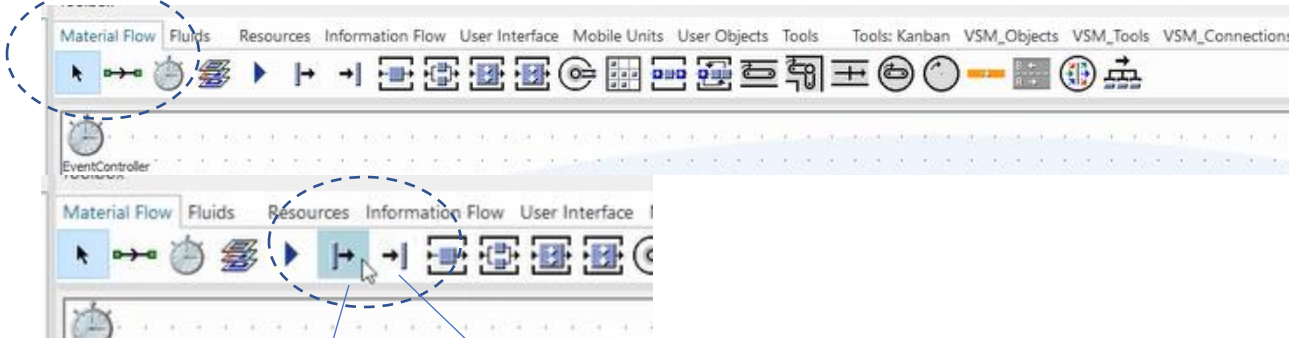 Material Flow Fluids Resources Information Flow User Interface Mobile Units User Objects Tools Tools: Kanban VSM_Objects VSM_Tools VSM_Connections
EventController
Material Flow Fluids Resources Information Flow User Interface